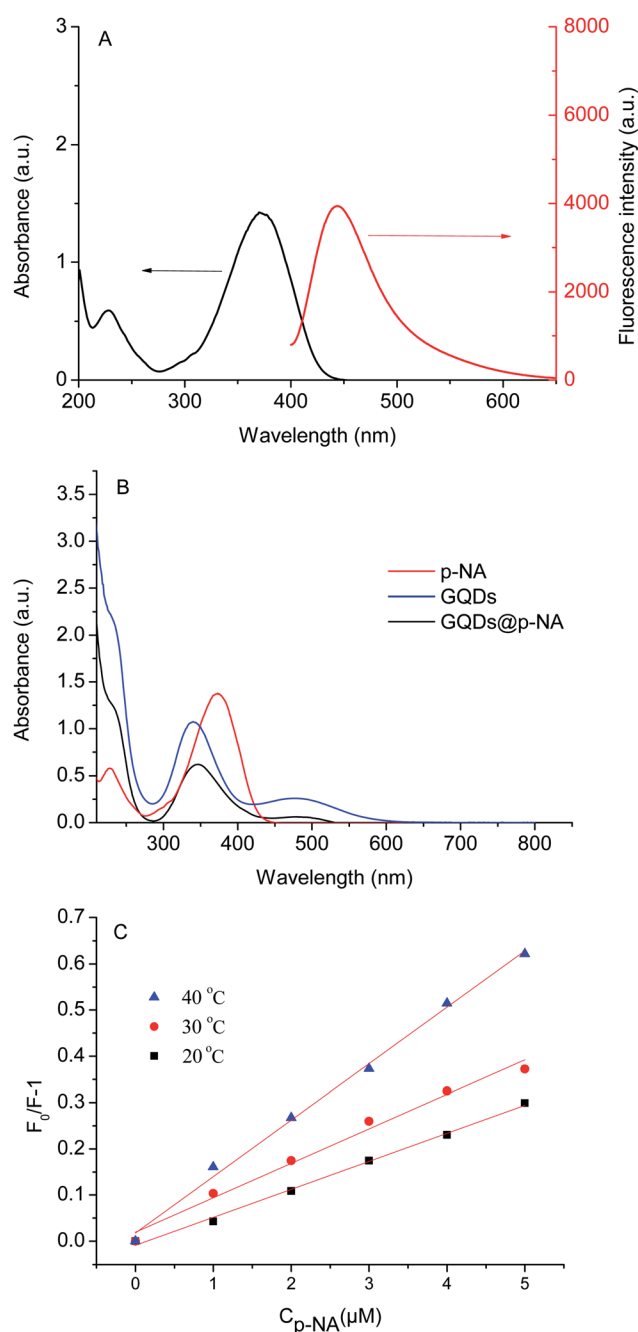 A
3
2
1
0
Absorbance (a.u.)
8000
6000
4000
2000
0
Fluorescence intensity (a.u.)
200 300 400 500 600
Wavelength (nm)
B
3.5
3.0
2.5
2.0
1.5
1.0
0.5
0.0
Absorbance (a.u.)
p-NA
GQDs
GQDs@p-NA
300 400 500 600 700 800
Wavelength (nm)
C
0.7
0.6
0.5
0.4
0.3
0.2
0.1
0.0
F0/F-1
40 °C
30 °C
20 °C
0 1 2 3 4 5
Cp-NA(µM)